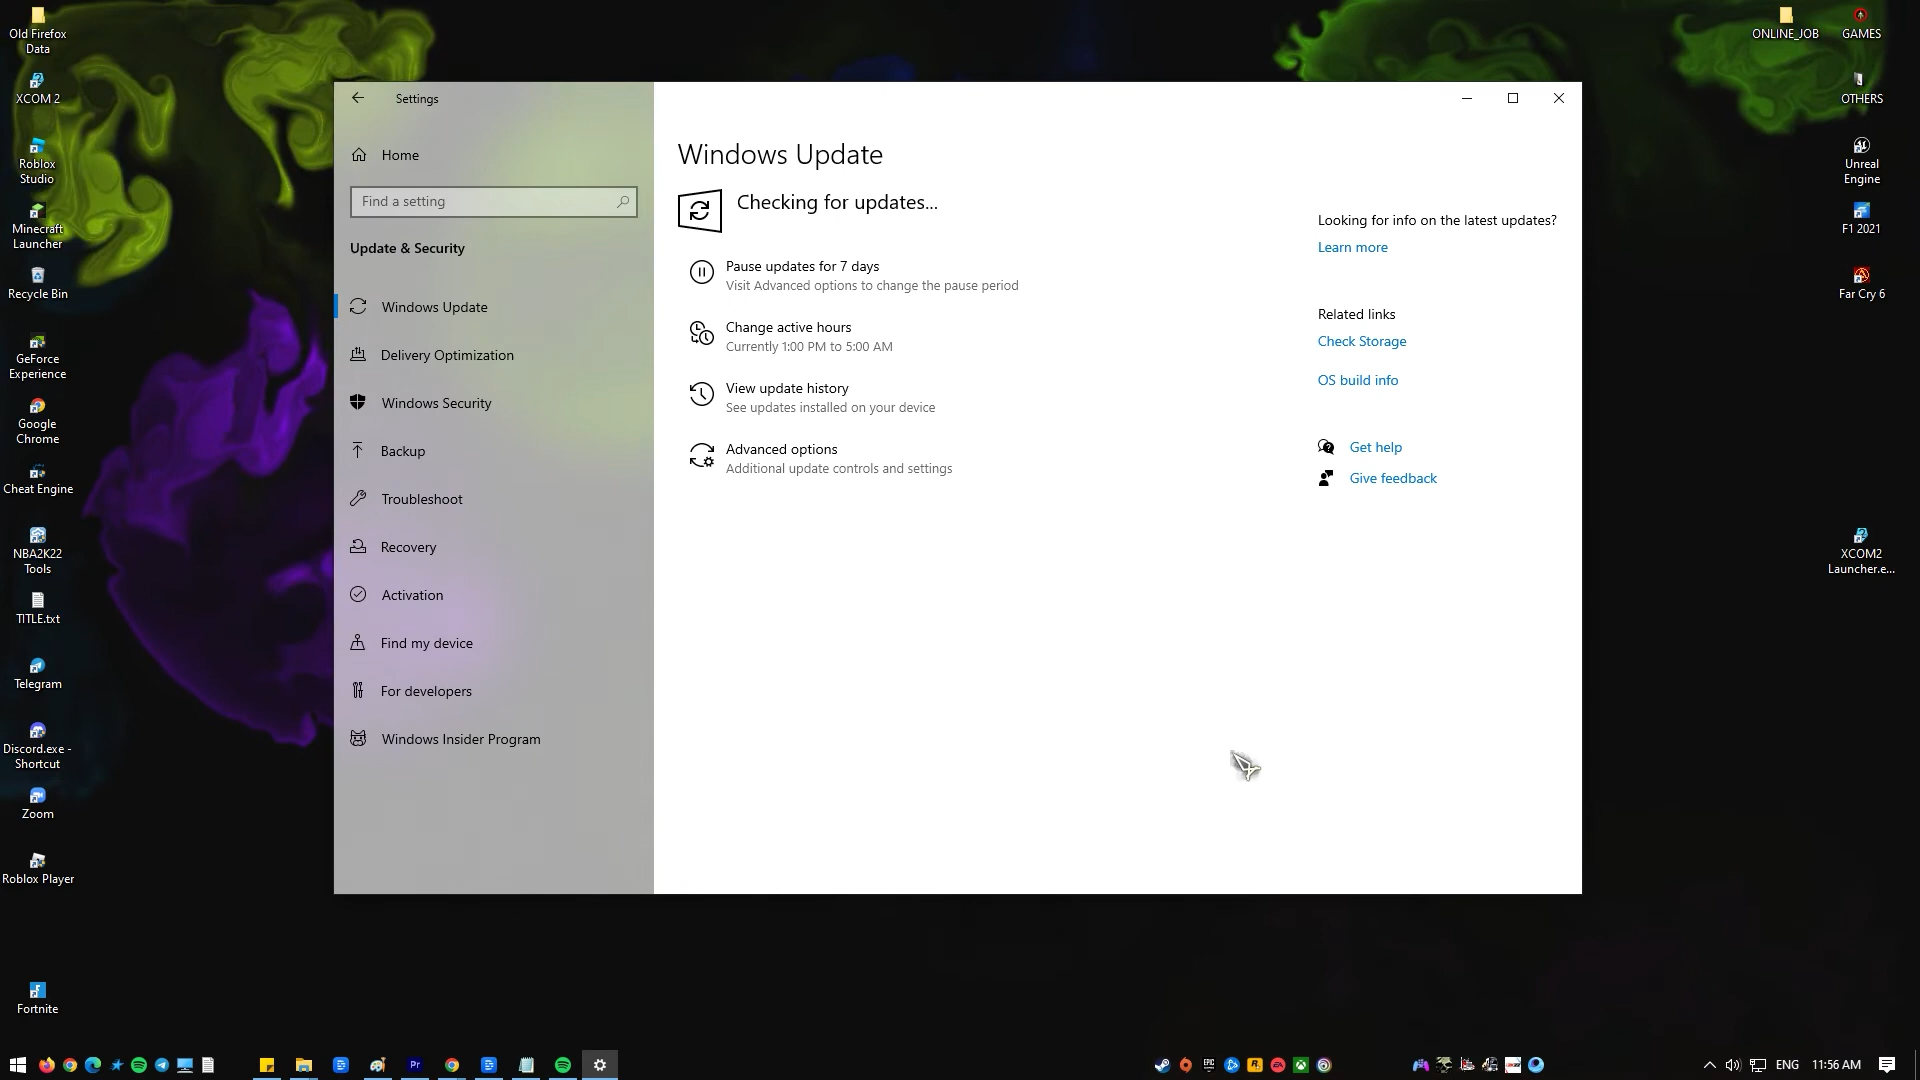 Old Firefox
Data
XCOM 2
Roblox
Studio
Minecraft
Launcher
Recycle Bin
GeForce
Experience
Google
Chrome
Cheat Engine
NBA2K22
Tools
TITLE.txt
Telegram
Discord.exe -
Shortcut
Zoom
Roblox Player
Fortnite
Settings
Home
Find a setting
Update & Security
Windows Update
Delivery Optimization
Windows Security
Backup
Troubleshoot
Recovery
Activation
Find my device
For developers
Windows Insider Program
Windows Update
Checking for updates...
Pause updates for 7 days
Visit Advanced options to change the pause period
Change active hours
Currently 1:00 PM to 5:00 AM
View update history
See updates installed on your device
Advanced options
Additional update controls and settings
Looking for info on the latest updates?
Learn more
Related links
Check Storage
OS build info
Get help
Give feedback
ONLINE_JOB
GAMES
OTHERS
Unreal
Engine
F1 2021
Far Cry 6
XCOM2
Launcher.e...
Pr
EPIC
R
EA
ENG
11:56 AM